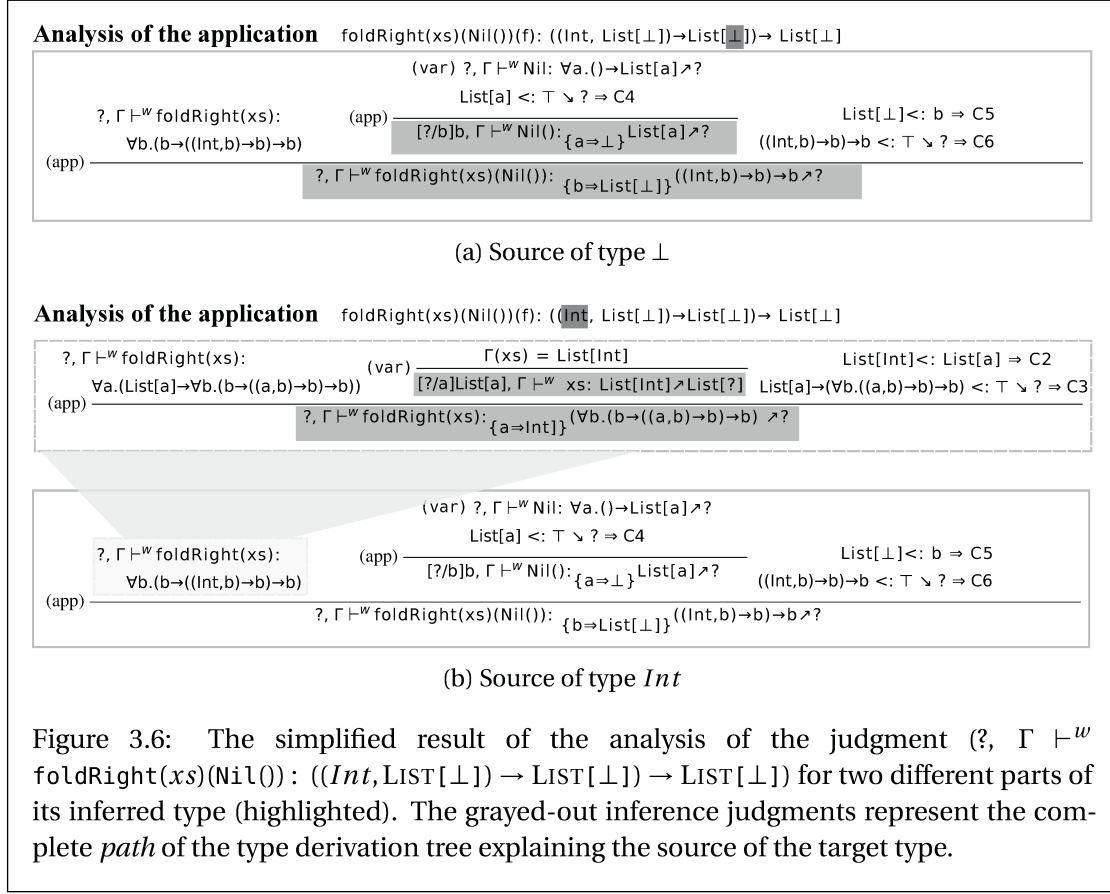 Analysis of the application foldRight(xs)(Nil())(f): ((Int, List[⊥])→List[⊥])→ List[⊥]
(var) ?, Γ ⊢ʷ Nil: ∀a.()→List[a]↗?
?, Γ ⊢ʷ foldRight(xs):
List[a] <: ⊤ ↘ ? ⇒ C4
List[⊥]<: b ⇒ C5
∀b.(b→((Int,b)→b)→b)
(app)
[?/b]b, Γ ⊢ʷ Nil():{a⇒⊥}List[a]↗?
((Int,b)→b)→b <: ⊤ ↘ ? ⇒ C6
(app)
?, Γ ⊢ʷ foldRight(xs)(Nil()): {b⇒List[⊥]}((Int,b)→b)→b↗?
(a) Source of type ⊥
Analysis of the application foldRight(xs)(Nil())(f): ((Int, List[⊥])→List[⊥])→ List[⊥]
?, Γ ⊢ʷ foldRight(xs):
(var)
Γ(xs) = List[Int]
List[Int]<: List[a] ⇒ C2
∀a.(List[a]→∀b.(b→((a,b)→b)→b))
[?/a]List[a], Γ ⊢ʷ xs: List[Int]↗List[?]
List[a]→(∀b.((a,b)→b)→b) <: ⊤ ↘ ? ⇒ C3
(app)
?, Γ ⊢ʷ foldRight(xs):{a⇒Int]}(∀b.(b→((a,b)→b)→b) ↗?
(var) ?, Γ ⊢ʷ Nil: ∀a.()→List[a]↗?
List[a] <: ⊤ ↘ ? ⇒ C4
?, Γ ⊢ʷ foldRight(xs):
(app)
List[⊥]<: b ⇒ C5
∀b.(b→((Int,b)→b)→b)
[?/b]b, Γ ⊢ʷ Nil():{a⇒⊥}List[a]↗?
((Int,b)→b)→b <: ⊤ ↘ ? ⇒ C6
(app)
?, Γ ⊢ʷ foldRight(xs)(Nil()): {b⇒List[⊥]}((Int,b)→b)→b↗?
(b) Source of type Int
Figure 3.6: The simplified result of the analysis of the judgment (?, Γ ⊢ʷ
foldRight(xs)(Nil()): ((Int,LIST[⊥]) → LIST[⊥]) → LIST[⊥]) for two different parts of
its inferred type (highlighted). The grayed-out inference judgments represent the com-
plete path of the type derivation tree explaining the source of the target type.